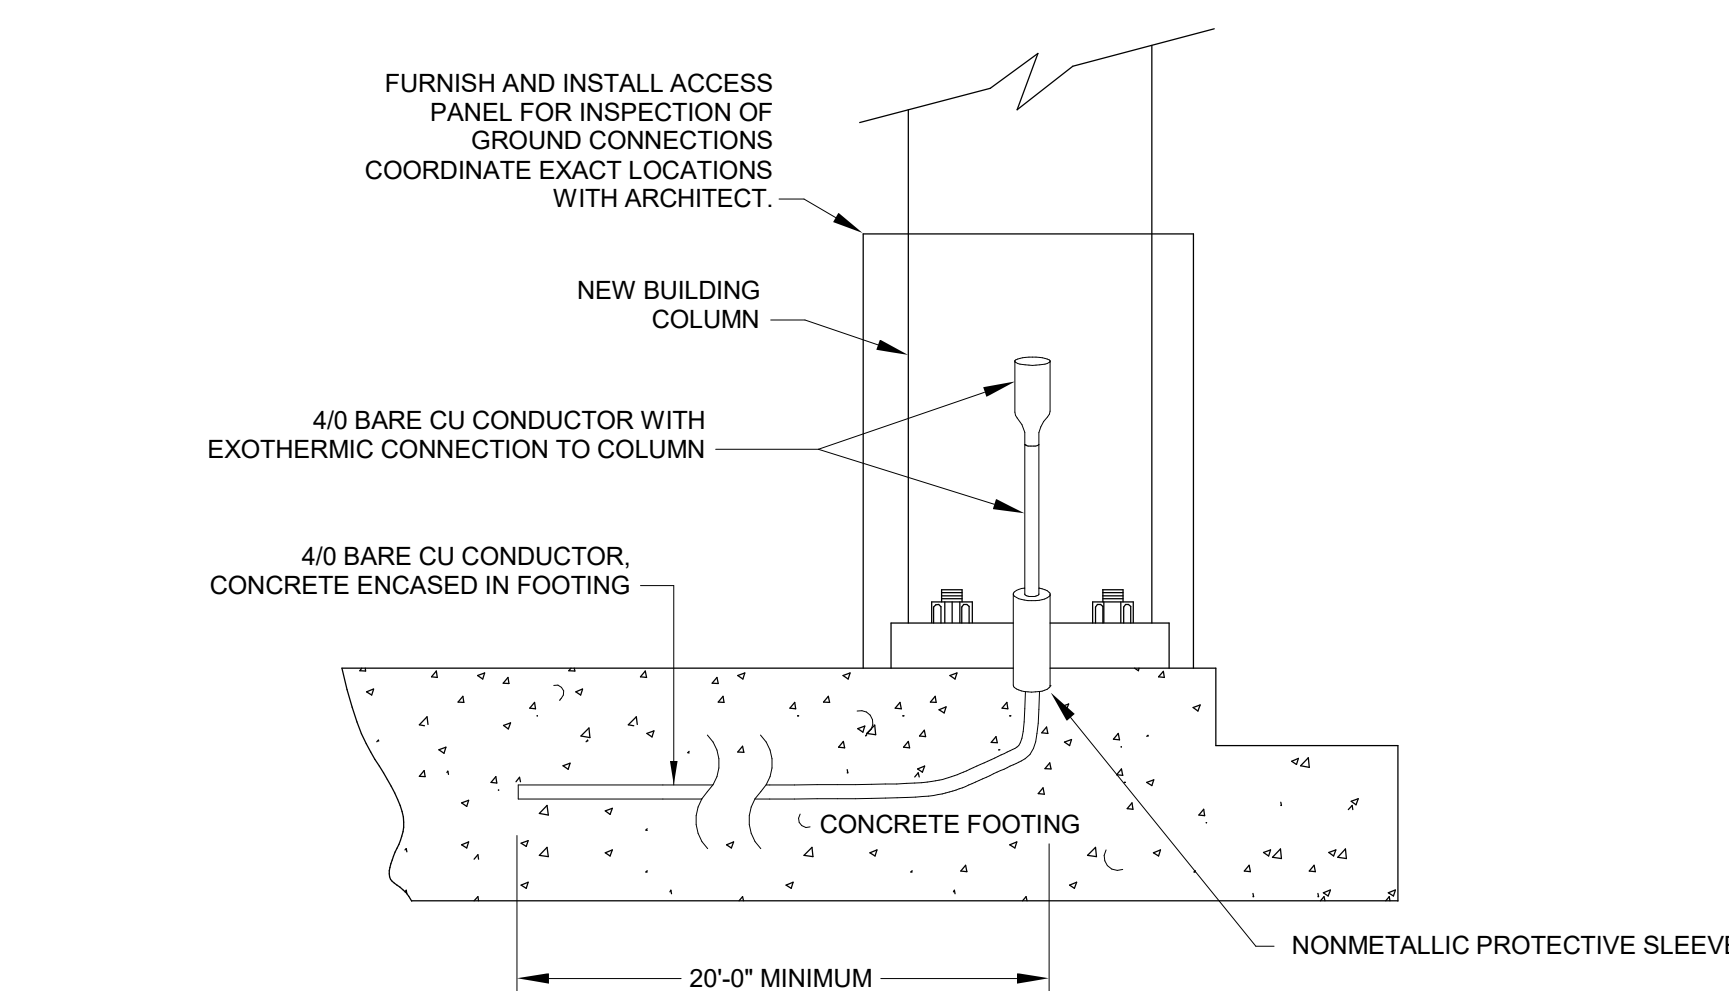 FURNISH AND INSTALL ACCESS
PANEL FOR INSPECTION OF
GROUND CONNECTIONS
COORDINATE EXACT LOCATIONS
WITH ARCHITECT.
NEW BUILDING
COLUMN
4/0 BARE CU CONDUCTOR WITH
EXOTHERMIC CONNECTION TO COLUMN
4/0 BARE CU CONDUCTOR,
CONCRETE ENCASED IN FOOTING
CONCRETE FOOTING
NONMETALLIC PROTECTIVE SLEEVE
20'-0" MINIMUM